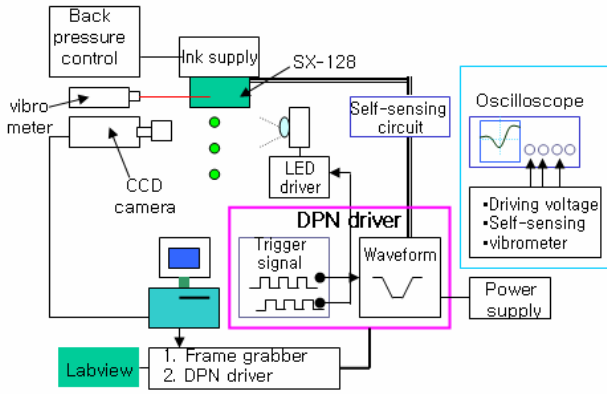 Back
pressure
control
Ink supply
SX-128
vibro
meter
CCD
camera
LED
driver
Self-sensing
circuit
Oscilloscope
▪Driving voltage
▪Self-sensing
▪vibrometer
DPN driver
Trigger
signal
Waveform
Power
supply
Labview
1. Frame grabber
2. DPN driver